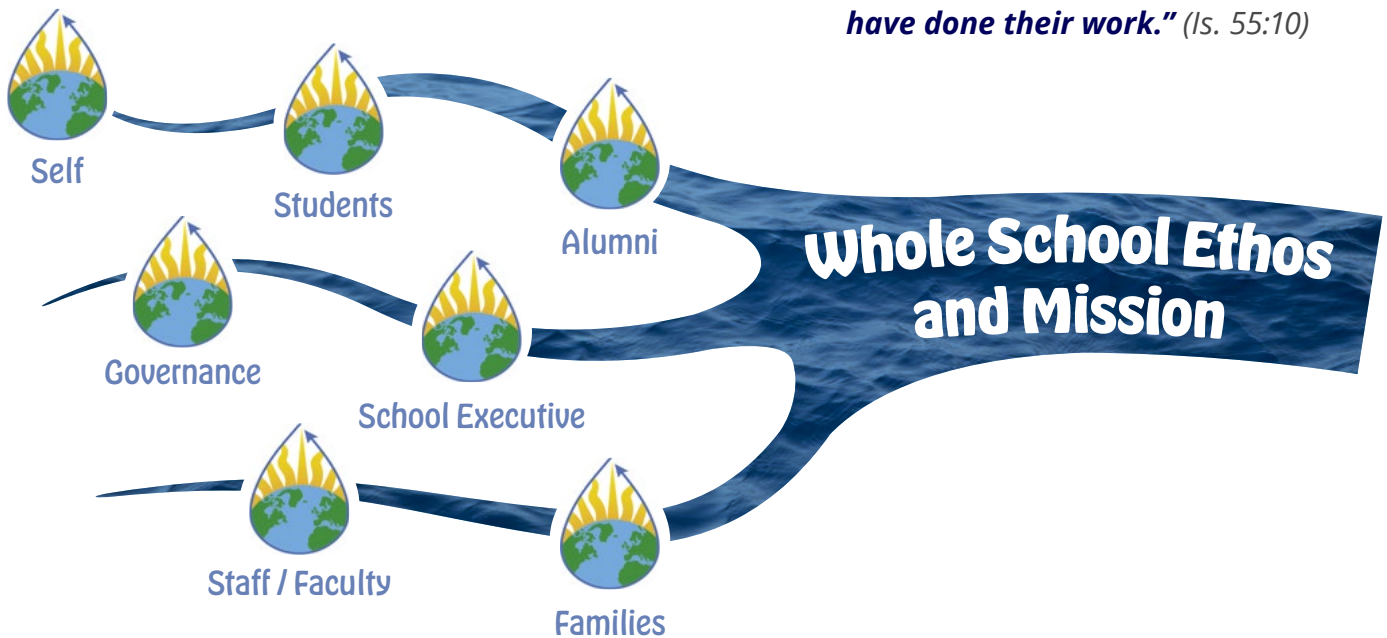 have done their work.” (Is. 55:10)
Self
Students
Alumni
Whole School Ethos
and Mission
Governance
School Executive
Staff / Faculty
Families